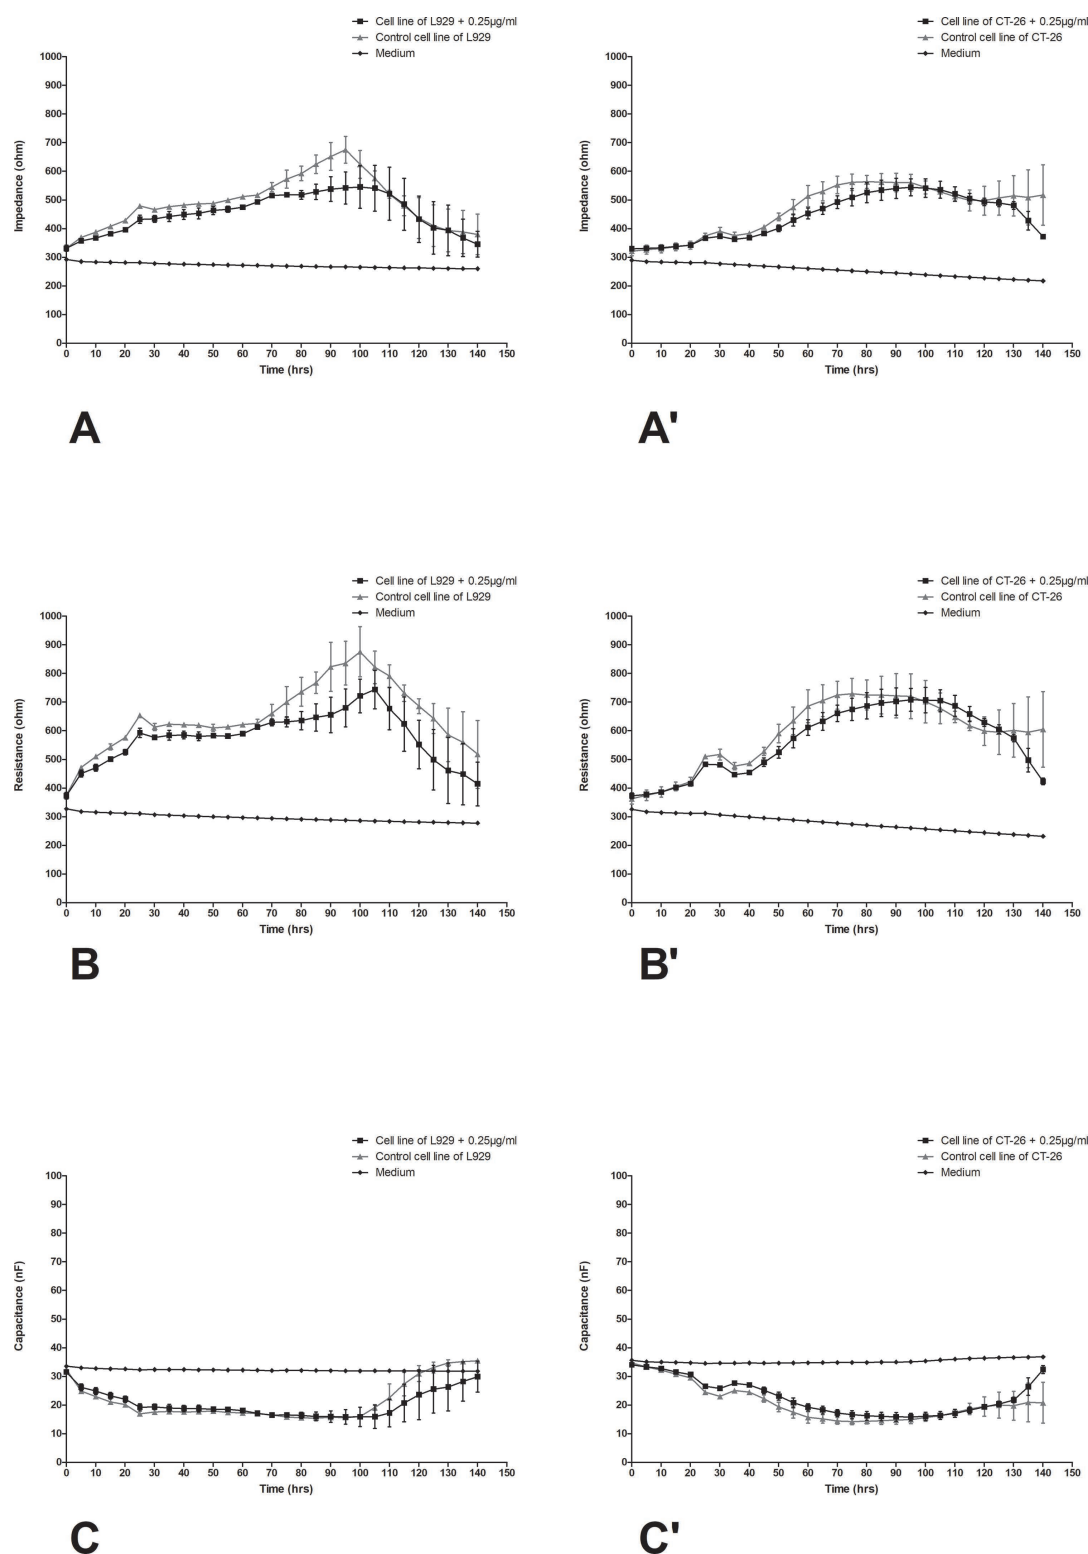 Cell line of L929 + 0.25µg/ml
Control cell line of L929
Medium
1000
900
800
700
600
500
400
300
200
100
0
Impedance (ohm)
0 10 20 30 40 50 60 70 80 90 100 110 120 130 140 150
Time (hrs)
A
Cell line of CT-26 + 0.25µg/ml
Control cell line of CT-26
Medium
1000
900
800
700
600
500
400
300
200
100
0
Impedance (ohm)
0 10 20 30 40 50 60 70 80 90 100 110 120 130 140 150
Time (hrs)
A'
Cell line of L929 + 0.25µg/ml
Control cell line of L929
Medium
1000
900
800
700
600
500
400
300
200
100
0
Resistance (ohm)
0 10 20 30 40 50 60 70 80 90 100 110 120 130 140 150
Time (hrs)
B
Cell line of CT-26 + 0.25µg/ml
Control cell line of CT-26
Medium
1000
900
800
700
600
500
400
300
200
100
0
Resistance (ohm)
0 10 20 30 40 50 60 70 80 90 100 110 120 130 140 150
Time (hrs)
B'
Cell line of L929 + 0.25µg/ml
Control cell line of L929
Medium
100
90
80
70
60
50
40
30
20
10
0
Capacitance (nF)
0 10 20 30 40 50 60 70 80 90 100 110 120 130 140 150
Time (hrs)
C
Cell line of CT-26 + 0.25µg/ml
Control cell line of CT-26
Medium
100
90
80
70
60
50
40
30
20
10
0
Capacitance (nF)
0 10 20 30 40 50 60 70 80 90 100 110 120 130 140 150
Time (hrs)
C'